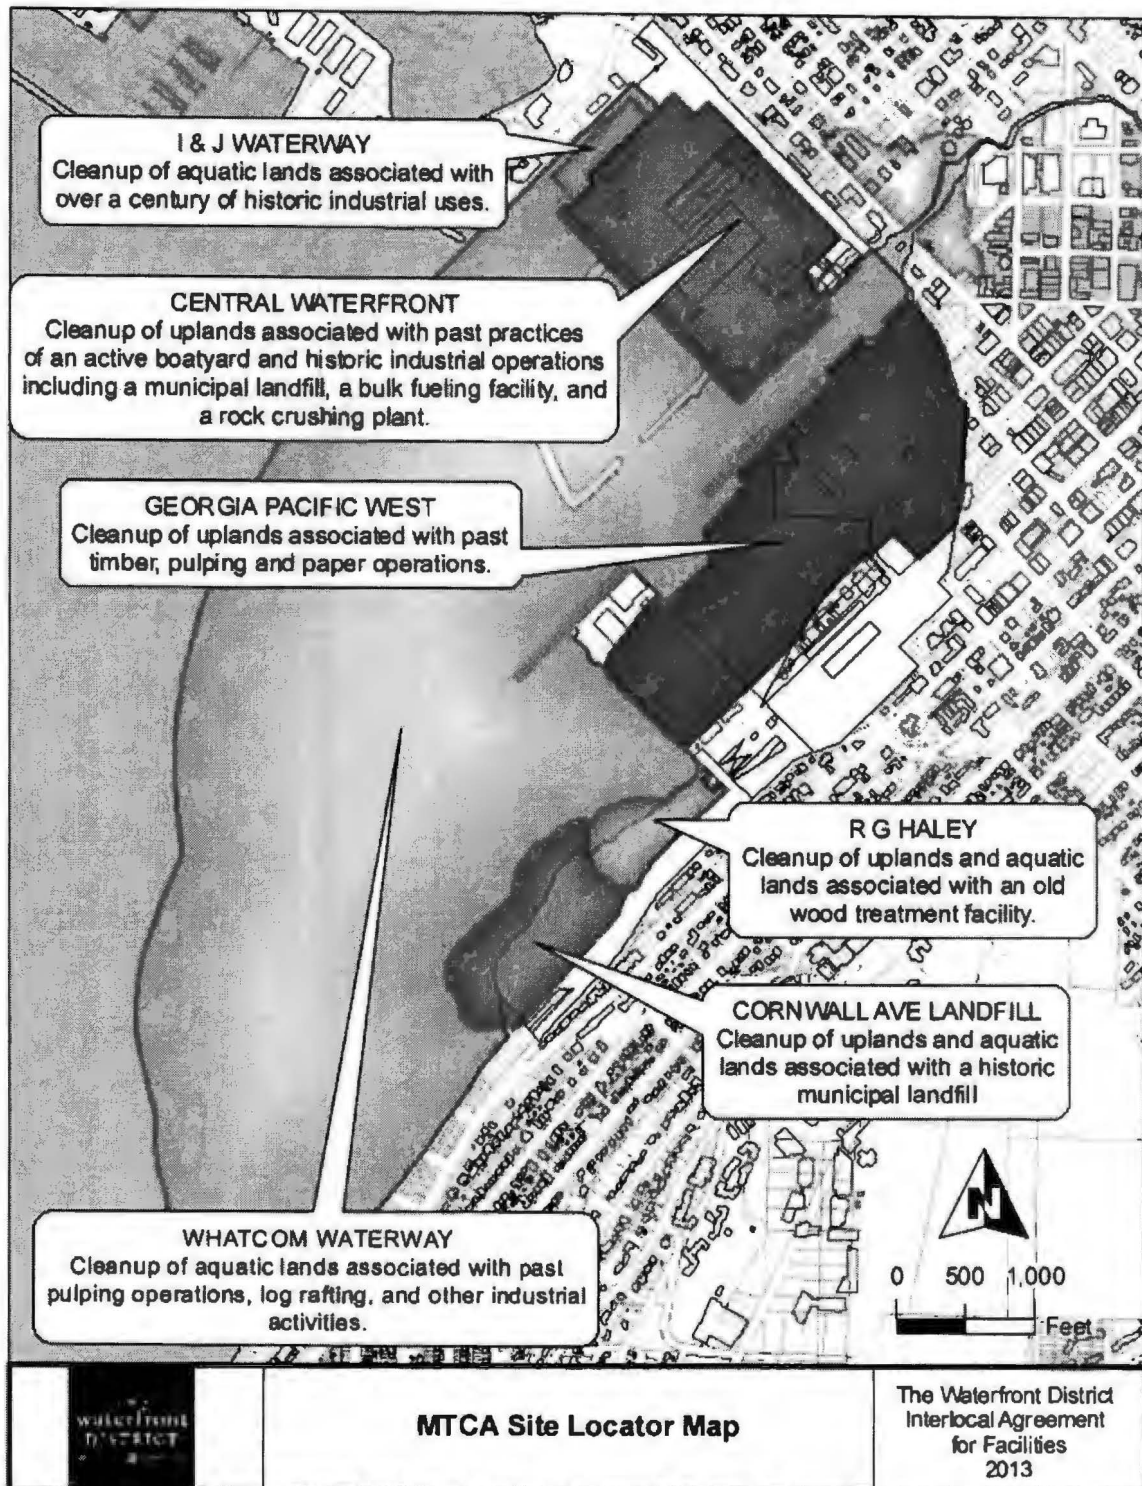 I & J WATERWAY
Cleanup of aquatic lands associated with
over a century of historic industrial uses.
CENTRAL WATERFRONT
Cleanup of uplands associated with past practices
of an active boatyard and historic industrial operations
including a municipal landfill, a bulk fueling facility, and
a rock crushing plant.
GEORGIA PACIFIC WEST
Cleanup of uplands associated with past
timber, pulping and paper operations.
R G HALEY
Cleanup of uplands and aquatic
lands associated with an old
wood treatment facility.
CORNWALL AVE LANDFILL
Cleanup of uplands and aquatic
lands associated with a historic
municipal landfill
WHATCOM WATERWAY
Cleanup of aquatic lands associated with past
pulping operations, log rafting, and other industrial
activities.
N
0 500 1,000
Feet
waterfront
DISTRICT
MTCA Site Locator Map
The Waterfront District
Interlocal Agreement
for Facilities
2013